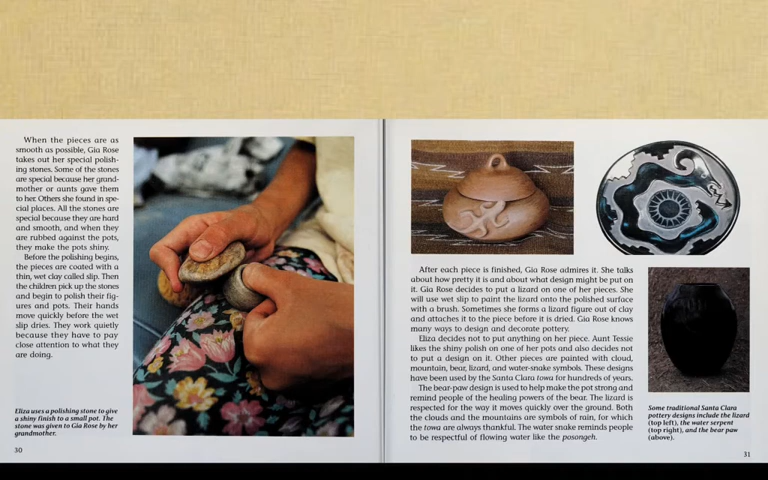 When the pieces are as
smooth as possible, Gia Rose
takes out her special polish-
ing stones. Some of the stones
are special because her grand-
mother or aunts gave them
to her. Others she found in spe-
cial places. All the stones are
special because they are hard
and smooth, and when they
are rubbed against the pots,
they make the pots shiny.
Before the polishing begins,
the pieces are coated with a
thin, wet clay called slip. Then
the children pick up the stones
and begin to polish their fig-
ures and pots. Their hands
move quickly before the wet
slip dries. They work quietly
because they have to pay
close attention to what they
are doing.
Eliza uses a polishing stone to give
a shiny finish to a small pot. The
stone was given to Gia Rose by her
grandmother.
30
After each piece is finished, Gia Rose admires it. She talks
about how pretty it is and about what design might be put on
it. Gia Rose decides to put a lizard on one of her pieces. She
will use wet slip to paint the lizard onto the polished surface
with a brush. Sometimes she forms a lizard figure out of clay
and attaches it to the piece before it is dried. Gia Rose knows
many ways to design and decorate pottery.
Eliza decides not to put anything on her piece. Aunt Tessie
likes the shiny polish on one of her pots and also decides not
to put a design on it. Other pieces are painted with cloud,
mountain, bear, lizard, and water-snake symbols. These designs
have been used by the Santa Clara towa for hundreds of years.
The bear-paw design is used to help make the pot strong and
remind people of the healing powers of the bear. The lizard is
respected for the way it moves quickly over the ground. Both
the clouds and the mountains are symbols of rain, for which
the towa are always thankful. The water snake reminds people
to be respectful of flowing water like the posongeh.
Some traditional Santa Clara
pottery designs include the lizard
(top left), the water serpent
(top right), and the bear paw
(above).
31